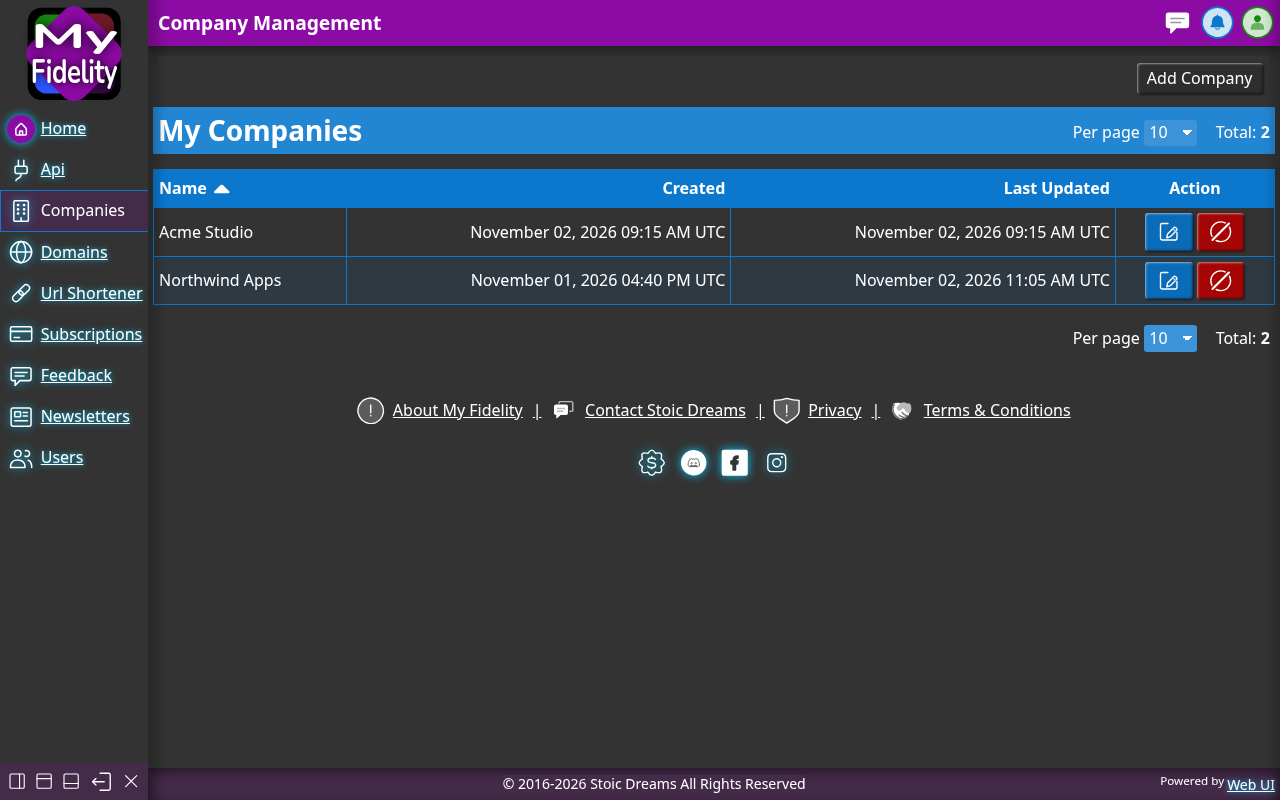 My
Fidelity
Company Management
Home
Api
Companies
Domains
Url Shortener
Subscriptions
Feedback
Newsletters
Users
Add Company
My Companies
Per page 10 Total: 2
Name Created Last Updated Action
Acme Studio November 02, 2026 09:15 AM UTC November 02, 2026 09:15 AM UTC
Northwind Apps November 01, 2026 04:40 PM UTC November 02, 2026 11:05 AM UTC
Per page 10 Total: 2
About My Fidelity | Contact Stoic Dreams | Privacy | Terms & Conditions
© 2016-2026 Stoic Dreams All Rights Reserved
Powered by Web UI